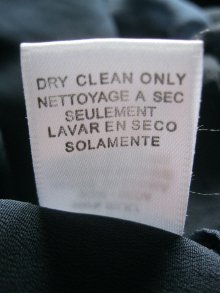 DRY CLEAN ONLY
NETTOYAGE A SEC
SEULEMENT
LAVAR EN SECO
SOLAMENTE